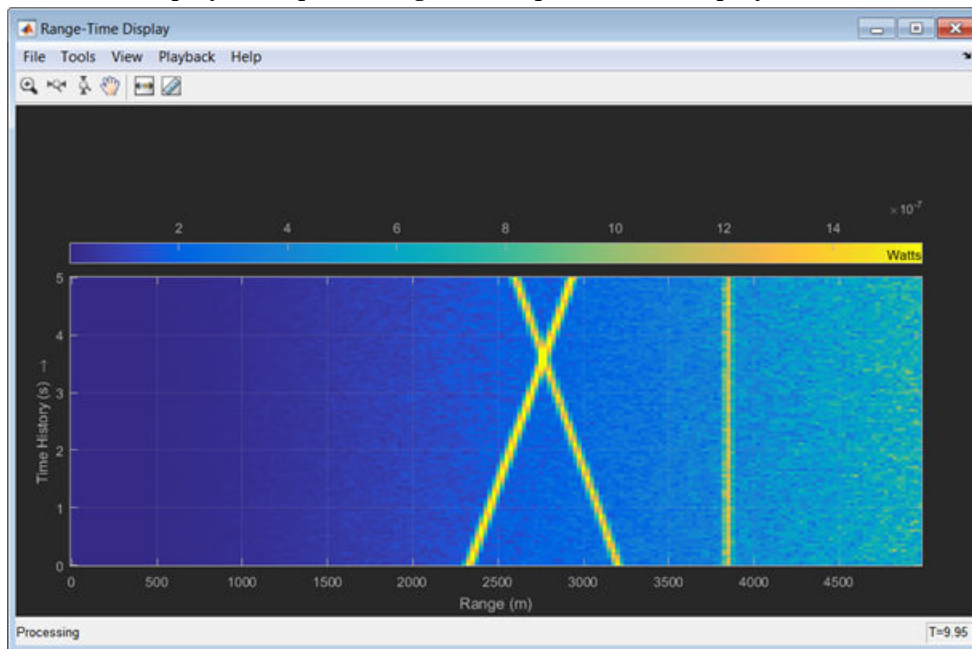 Range-Time Display
File Tools View Playback Help
× 10⁻⁷
2 4 6 8 10 12 14
Watts
5
4
3
2
1
0
Time History (s) →
0 500 1000 1500 2000 2500 3000 3500 4000 4500
Range (m)
Processing T=9.95